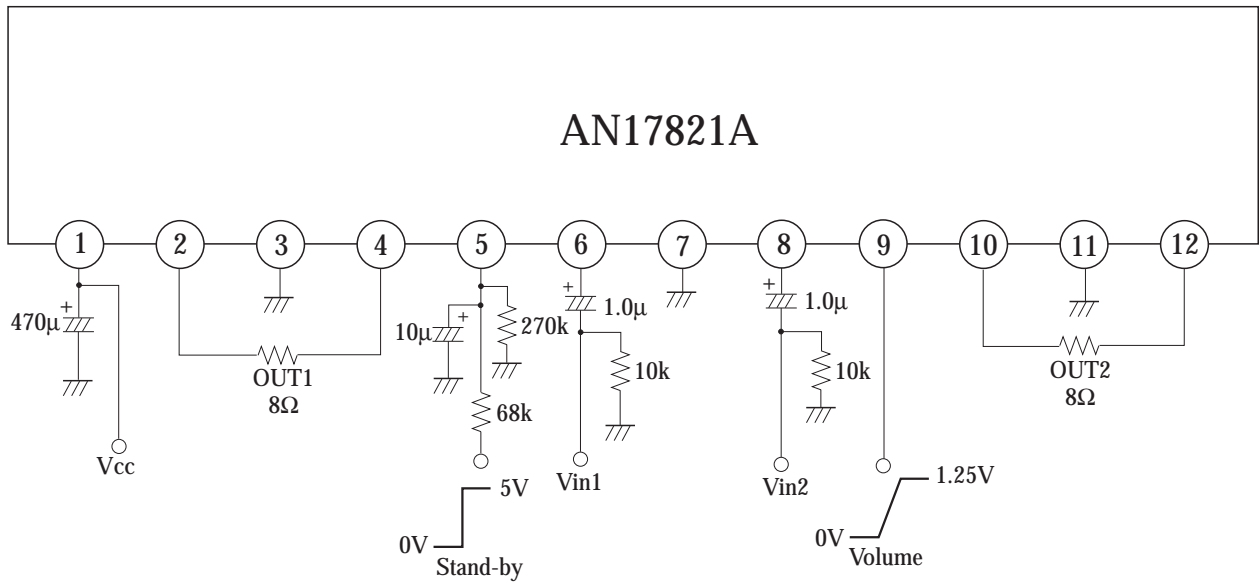 AN17821A
1 2 3 4 5 6 7 8 9 10 11 12
+
470μ
Vcc
OUT1
8Ω
10μ
+
270k
68k
5V
0V
Stand-by
+
1.0μ
10k
Vin1
+
1.0μ
10k
Vin2
1.25V
0V
Volume
OUT2
8Ω